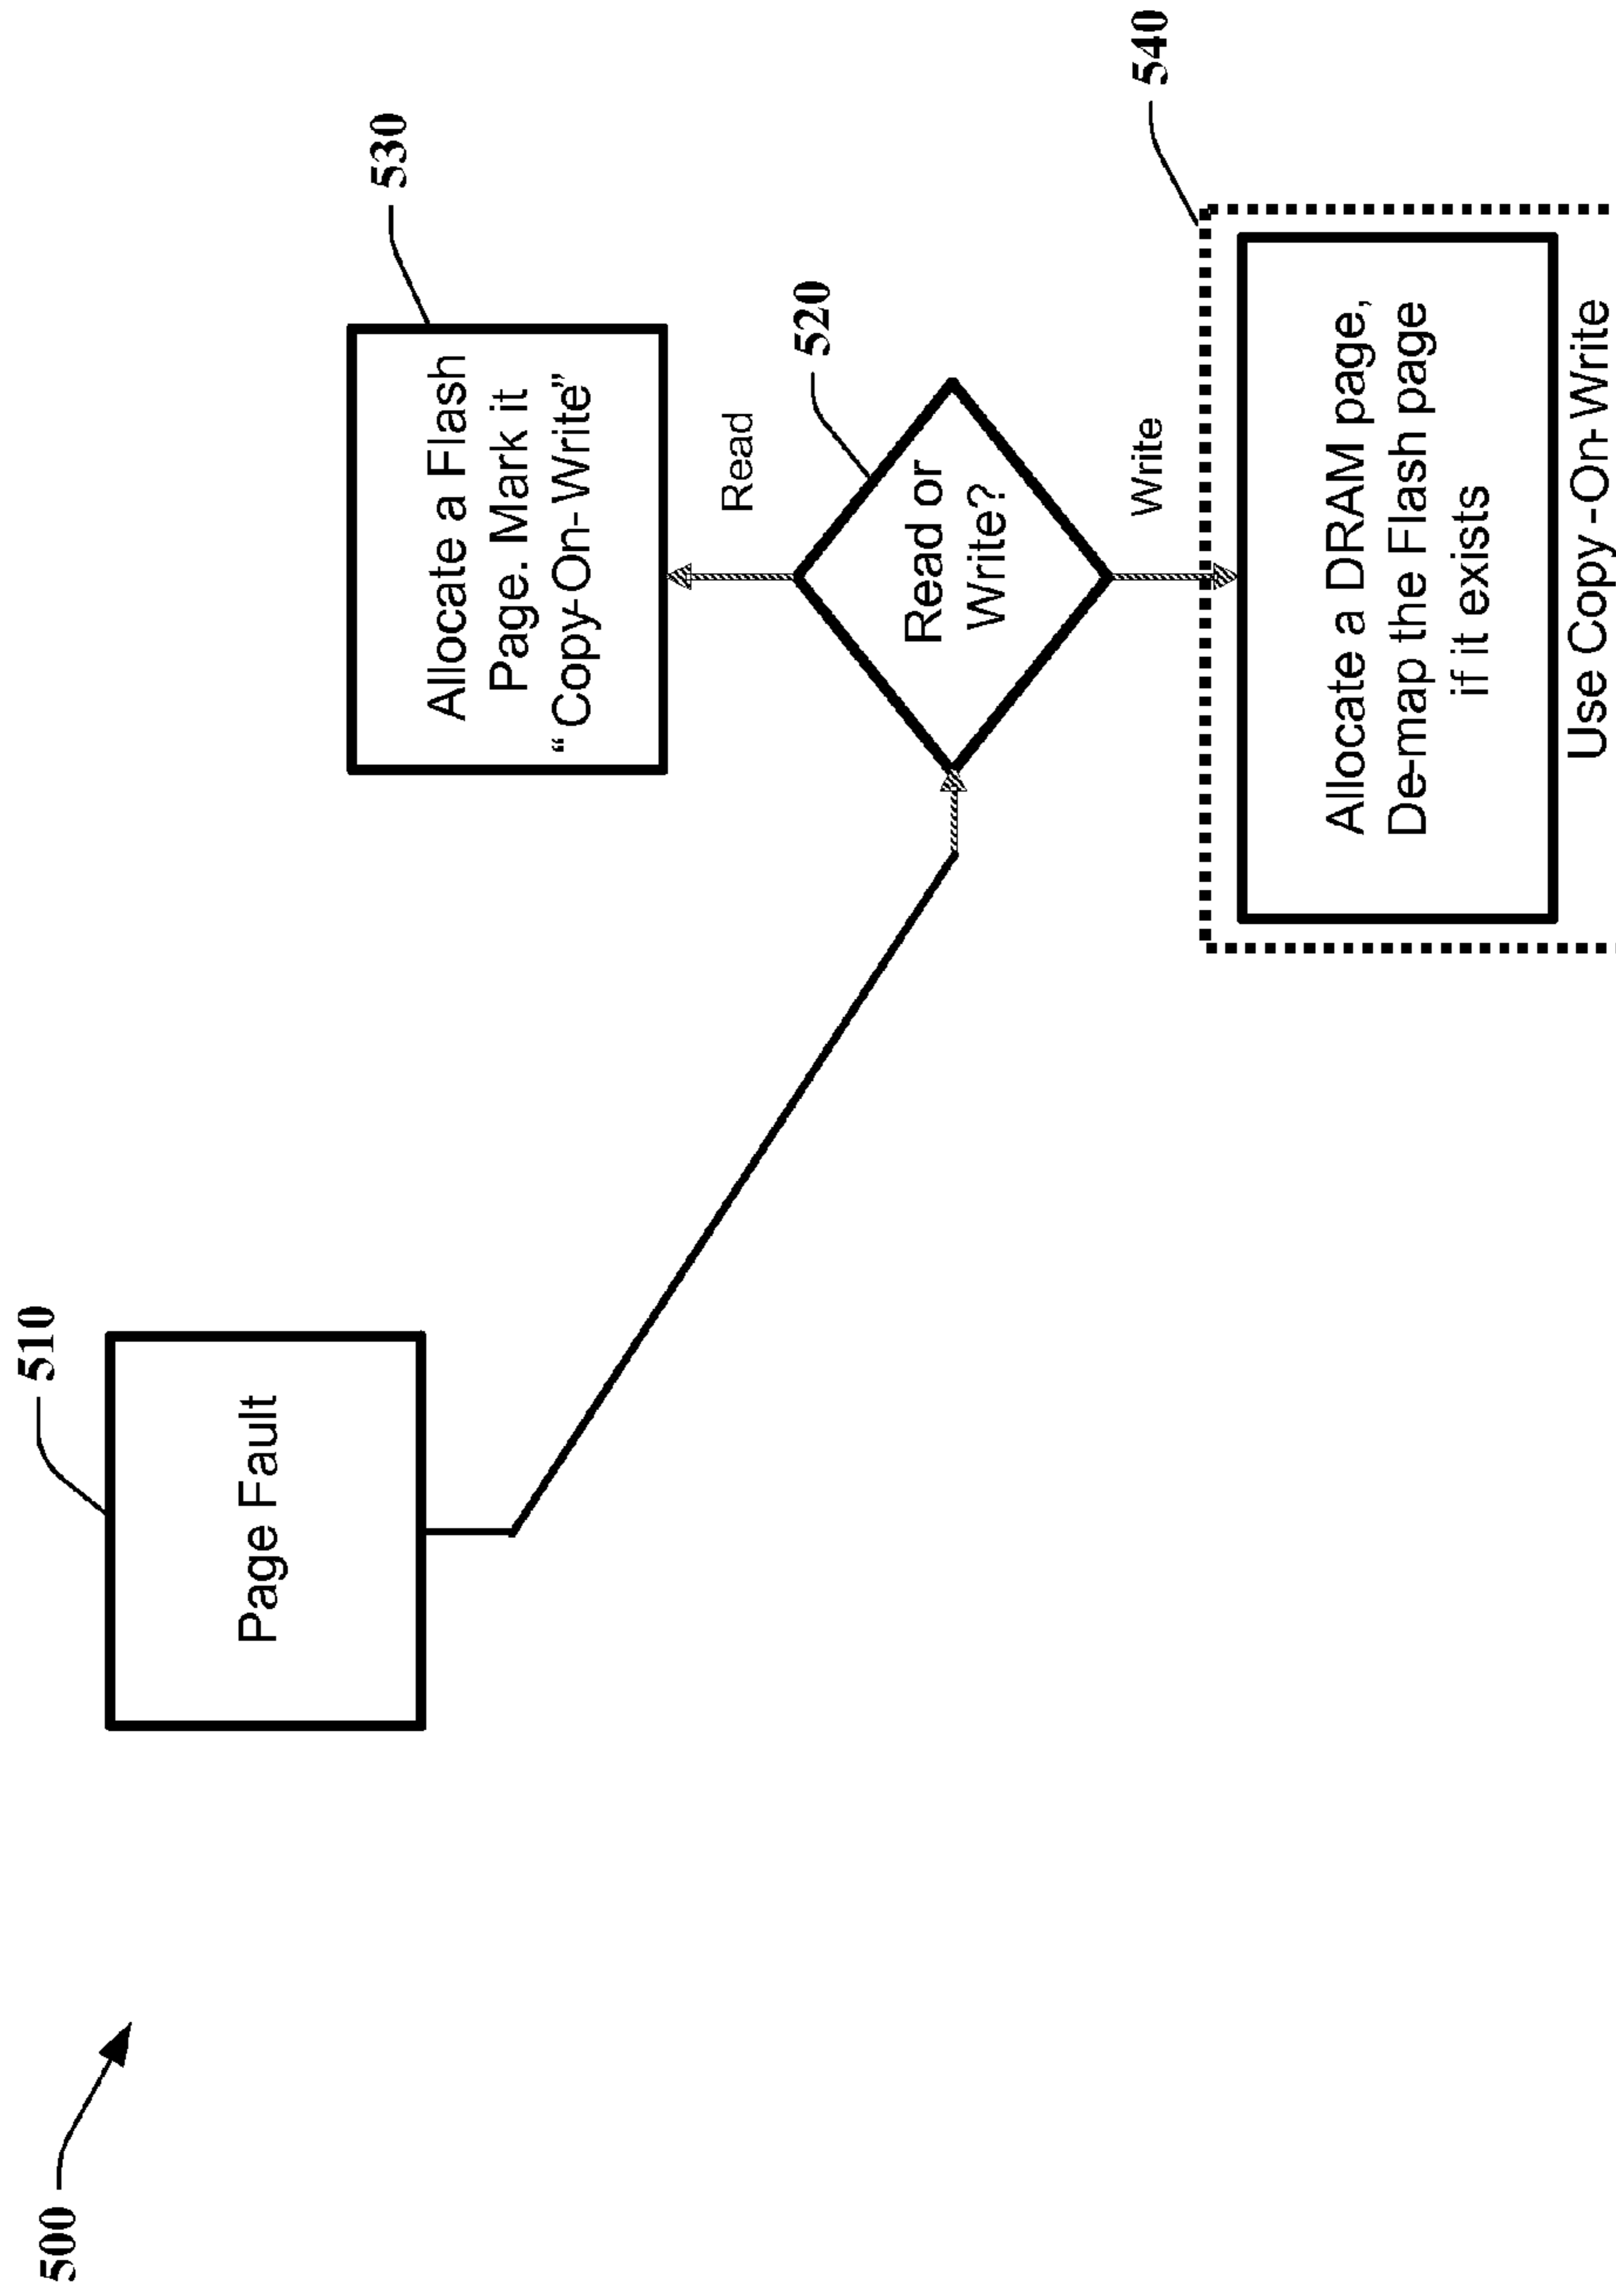 500
510
Page Fault
530
Allocate a Flash
Page. Mark it
“Copy-On-Write”
Read
520
Read or
Write?
Write
540
Allocate a DRAM page,
De-map the Flash page
if it exists
Use Copy-On-Write